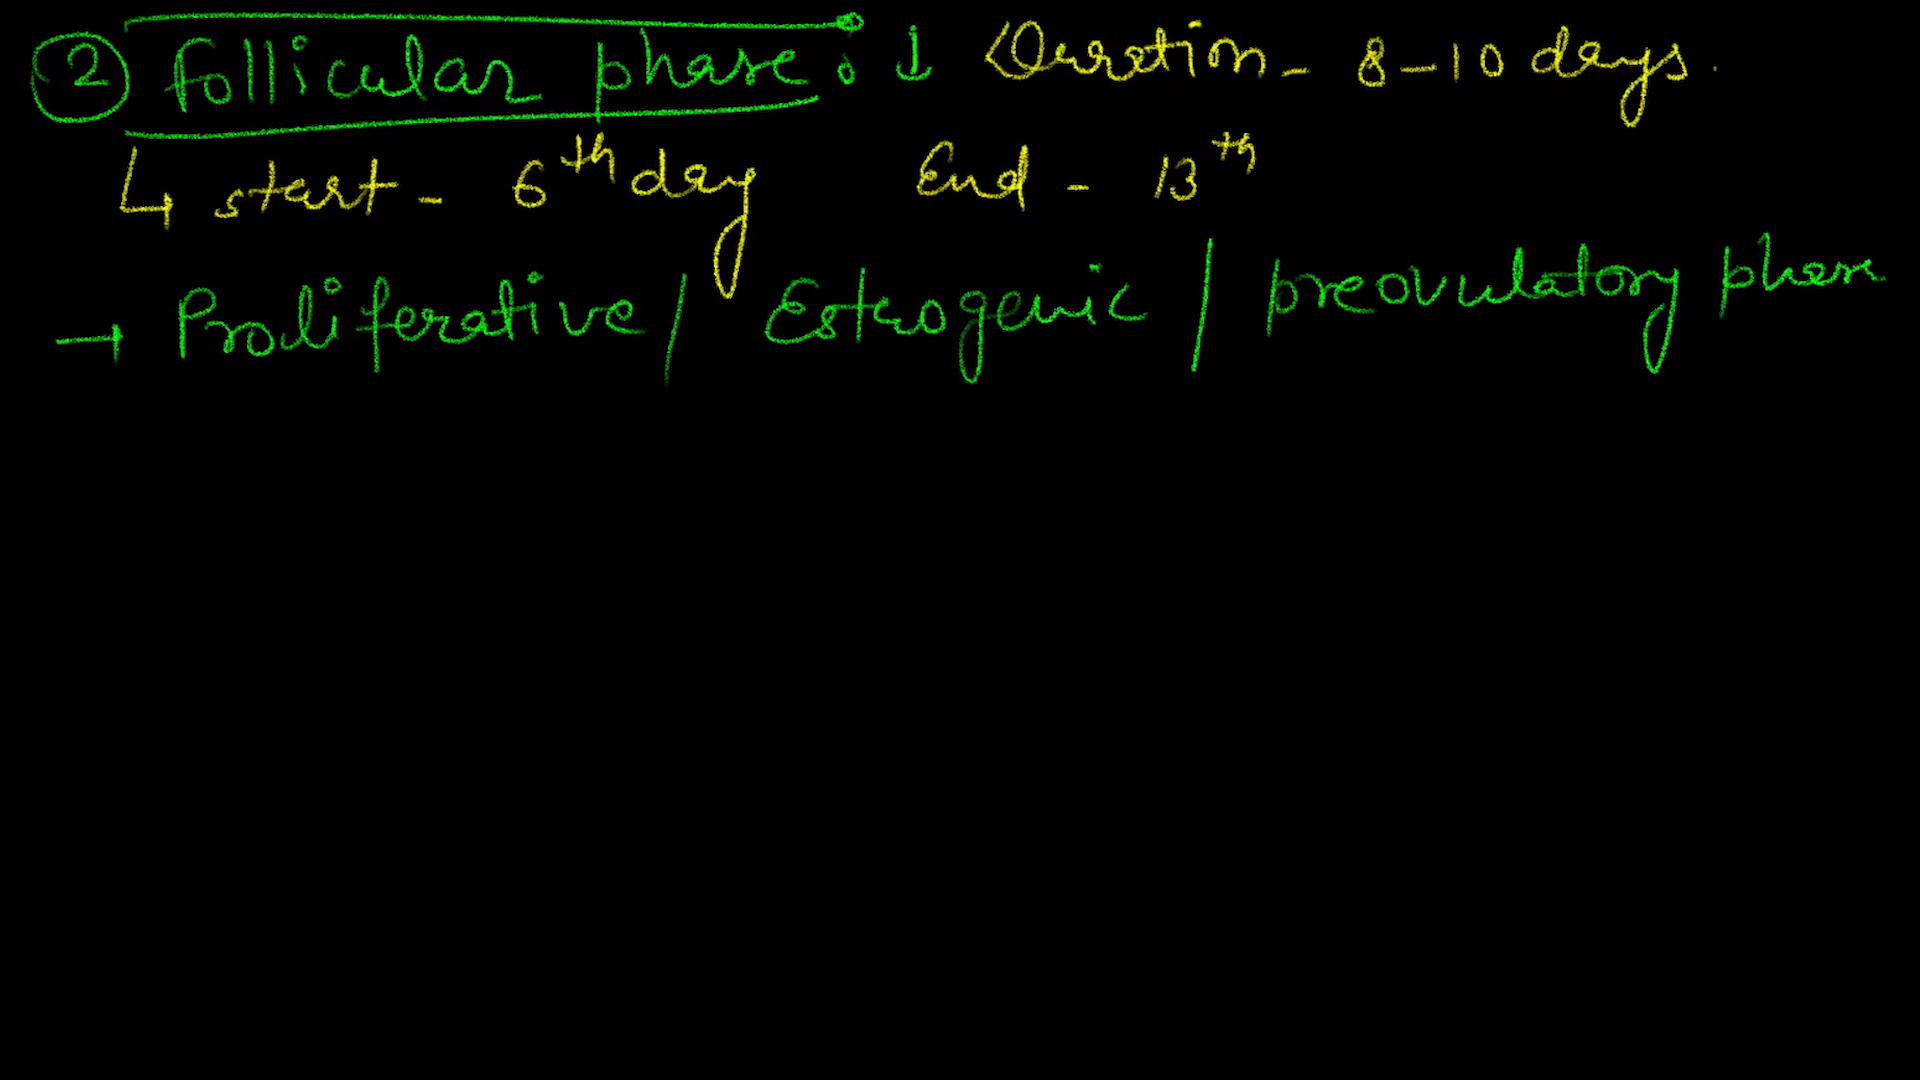 ② Follicular phase : ↓ Duration - 8-10 days.
↳ start - 6th day End - 13th
→ Proliferative / Estrogenic / preovulatory phase